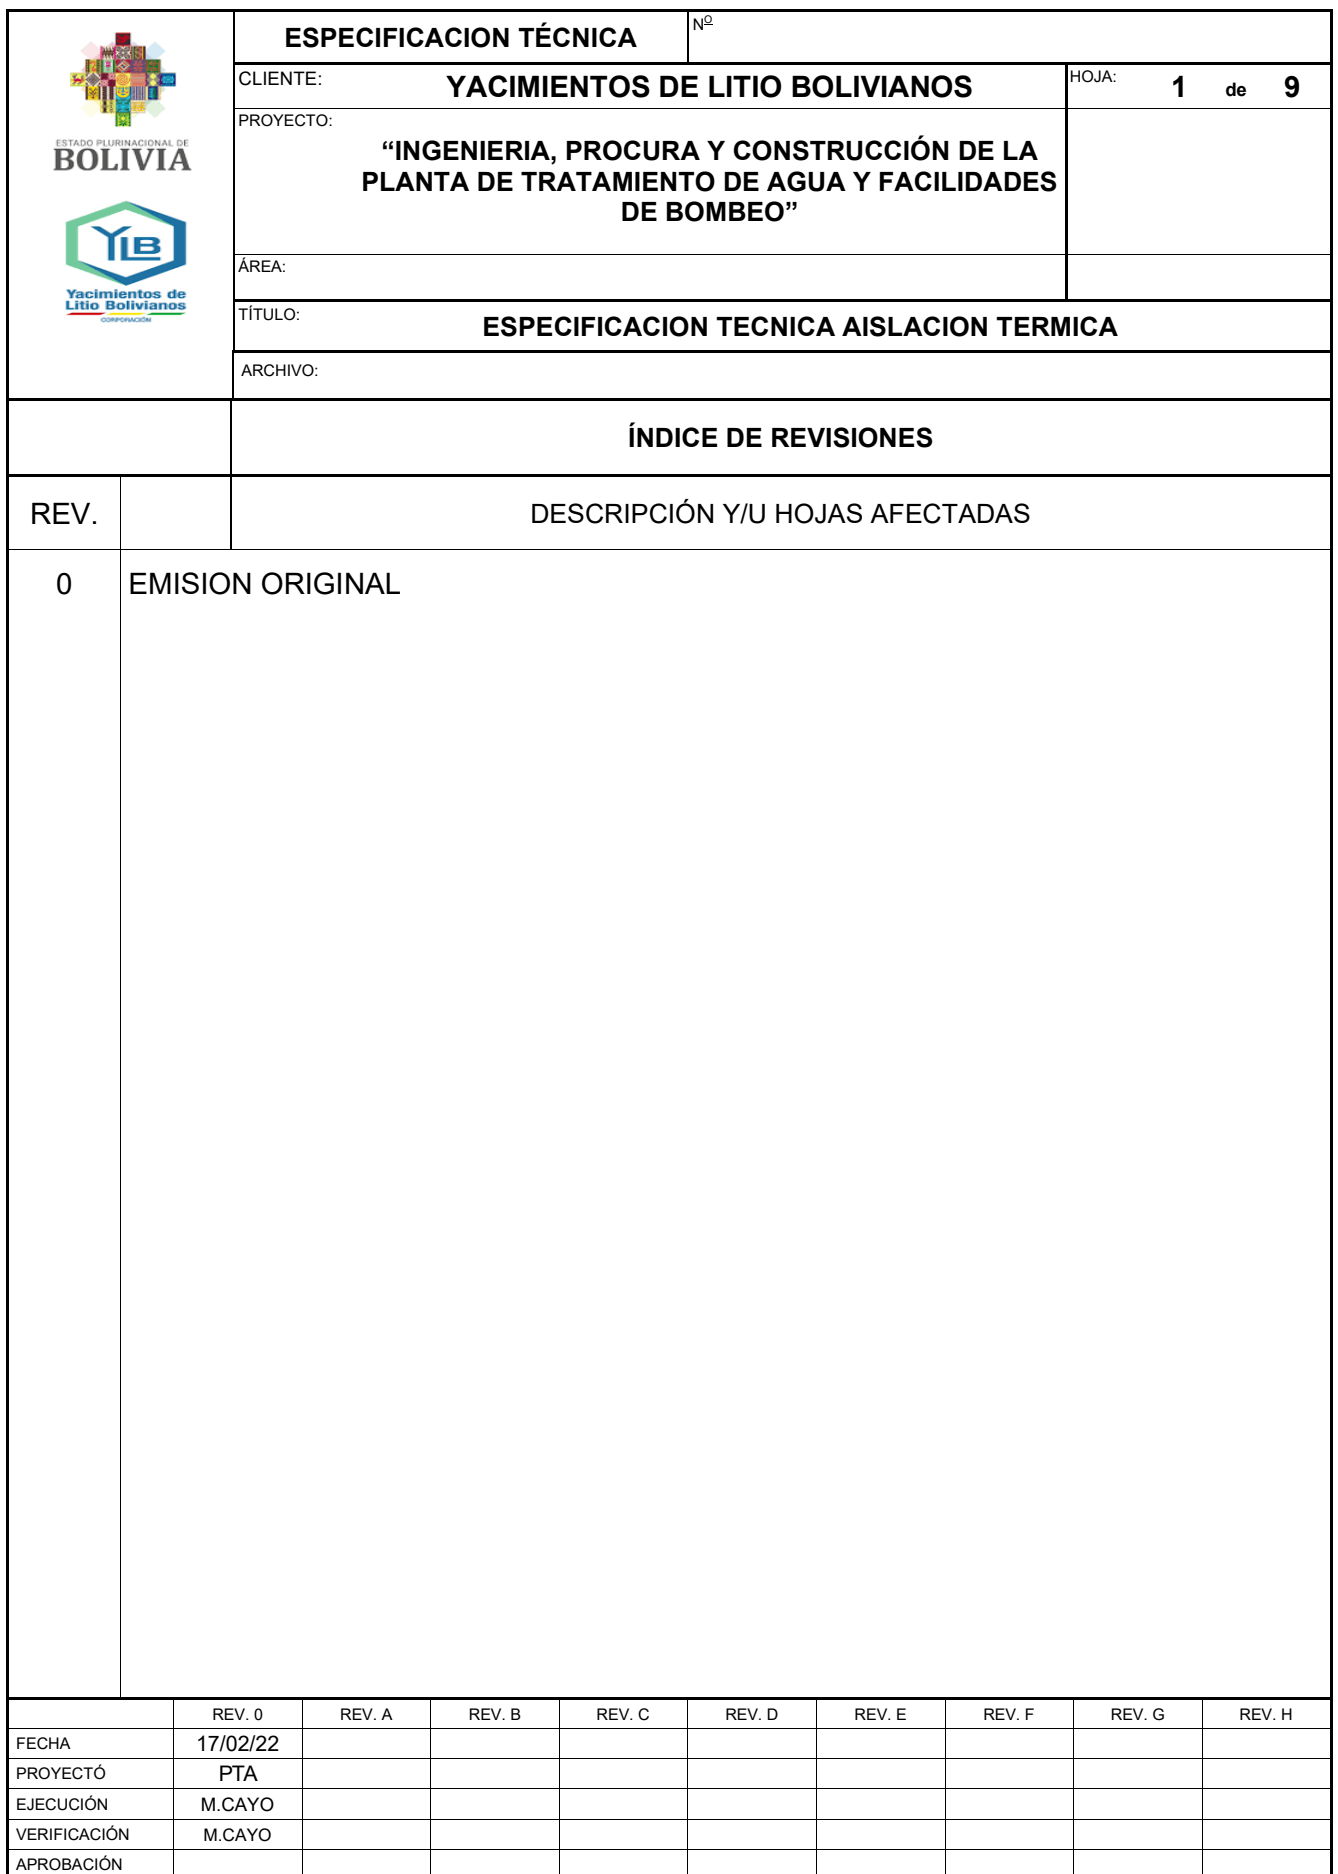 ESTADO PLURINACIONAL DE
BOLIVIA
YLB
Yacimientos de
Litio Bolivianos
CORPORACIÓN
ESPECIFICACION TÉCNICA
Nº
CLIENTE:
YACIMIENTOS DE LITIO BOLIVIANOS
HOJA: 1 de 9
PROYECTO:
“INGENIERIA, PROCURA Y CONSTRUCCIÓN DE LA
PLANTA DE TRATAMIENTO DE AGUA Y FACILIDADES
DE BOMBEO”
ÁREA:
TÍTULO:
ESPECIFICACION TECNICA AISLACION TERMICA
ARCHIVO:
ÍNDICE DE REVISIONES
REV. DESCRIPCIÓN Y/U HOJAS AFECTADAS
0 EMISION ORIGINAL
REV. 0 REV. A REV. B REV. C REV. D REV. E REV. F REV. G REV. H
FECHA 17/02/22
PROYECTÓ PTA
EJECUCIÓN M.CAYO
VERIFICACIÓN M.CAYO
APROBACIÓN